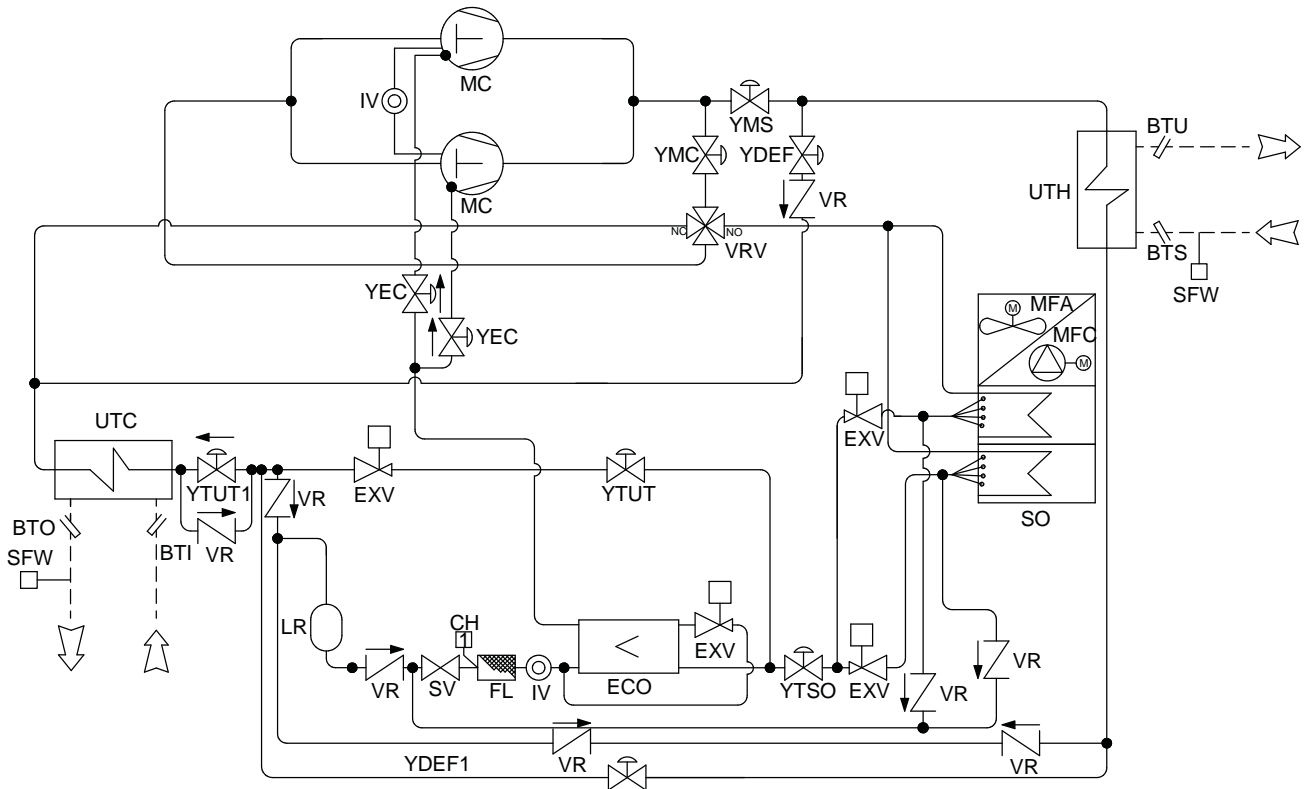 MC
IV
YMS
BTU
YMC
YDEF
UTH
MC
VR
NC
NO
VRV
BTS
SFW
YEC
MFA
M
MFC
M
YEC
UTC
EXV
YTUT1
EXV
YTUT
VR
SO
BTO
BTI
VR
SFW
LR
CH
1
EXV
VR
SV
FL
IV
ECO
YTSO
EXV
VR
VR
YDEF1
VR
VR